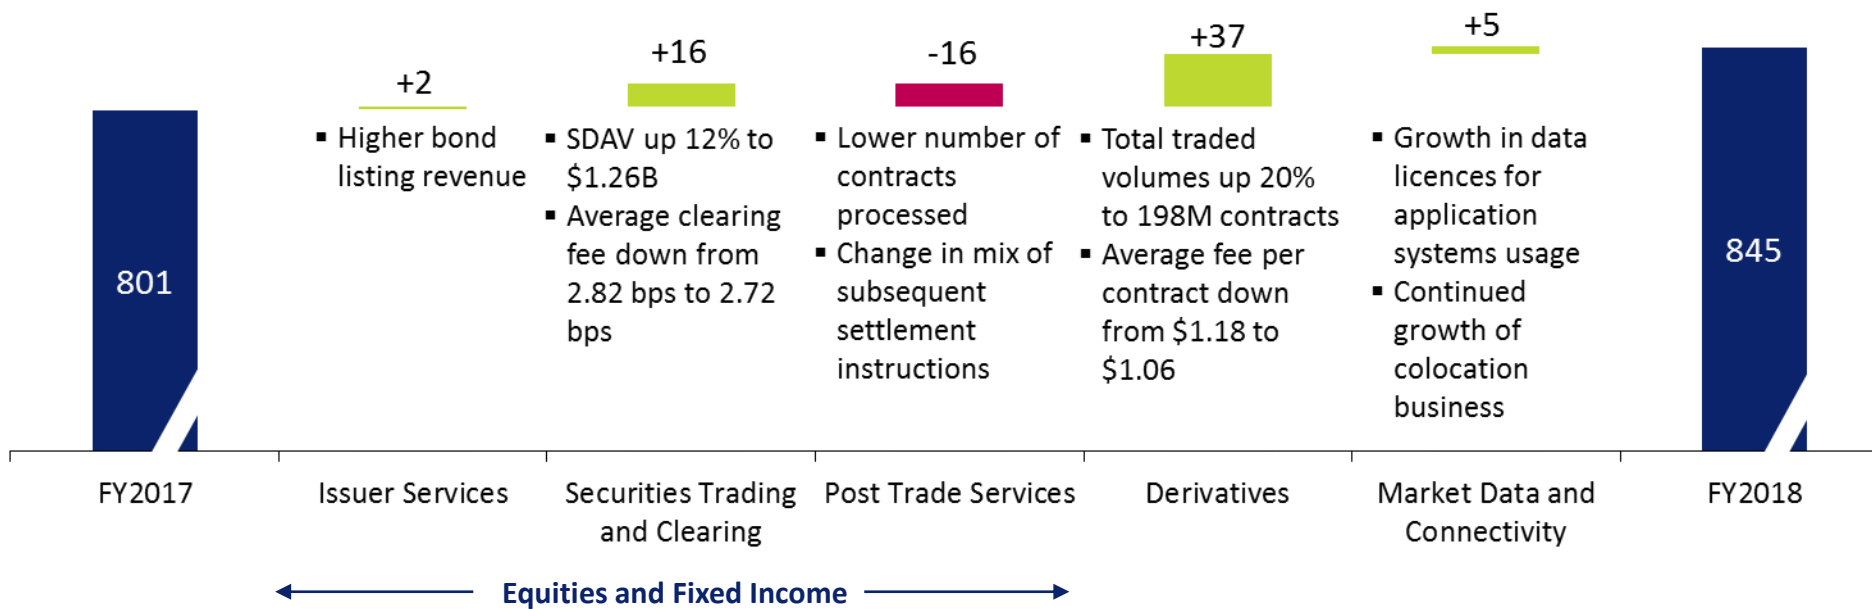 +2
+16
-16
+37
+5
801
▪ Higher bond
listing revenue
▪ SDAV up 12% to
$1.26B
▪ Average clearing
fee down from
2.82 bps to 2.72
bps
▪ Lower number of
contracts
processed
▪ Change in mix of
subsequent
settlement
instructions
▪ Total traded
volumes up 20%
to 198M contracts
▪ Average fee per
contract down
from $1.18 to
$1.06
▪ Growth in data
licences for
application
systems usage
▪ Continued
growth of
colocation
business
845
FY2017
Issuer Services
Securities Trading
and Clearing
Post Trade Services
Derivatives
Market Data and
Connectivity
FY2018
Equities and Fixed Income